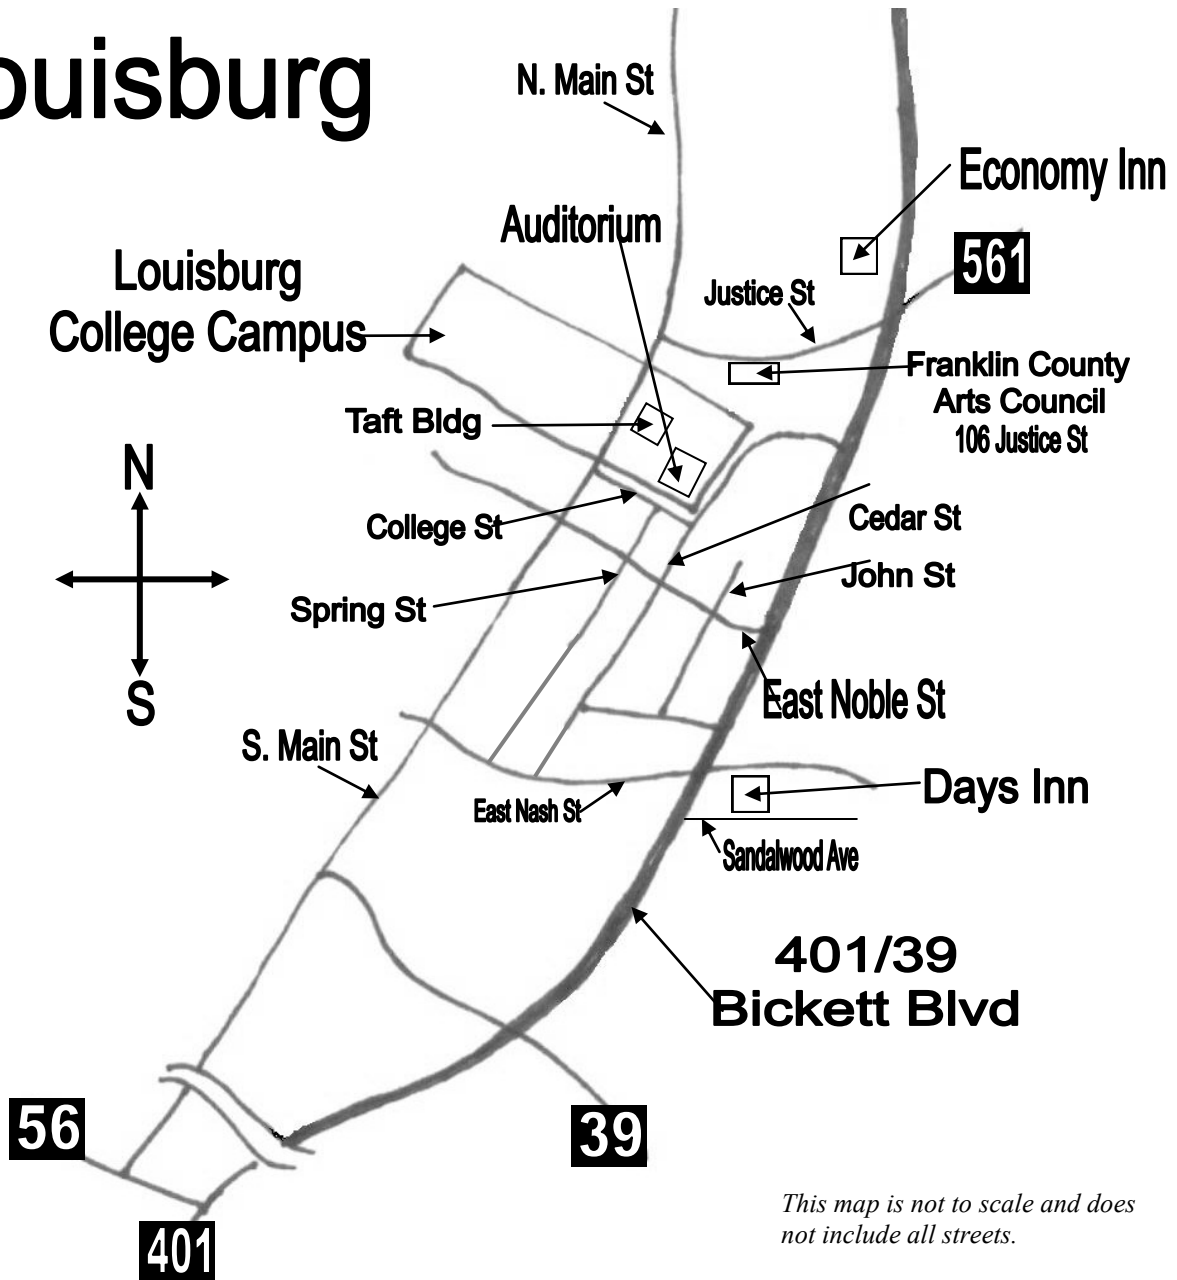 ouisburg
N. Main St
Economy Inn
Auditorium
561
Louisburg
College Campus
Justice St
Franklin County
Arts Council
106 Justice St
Taft Bldg
N
College St
Cedar St
John St
Spring St
S
East Noble St
S. Main St
Days Inn
East Nash St
Sandalwood Ave
401/39
Bickett Blvd
56
39
401
This map is not to scale and does
not include all streets.